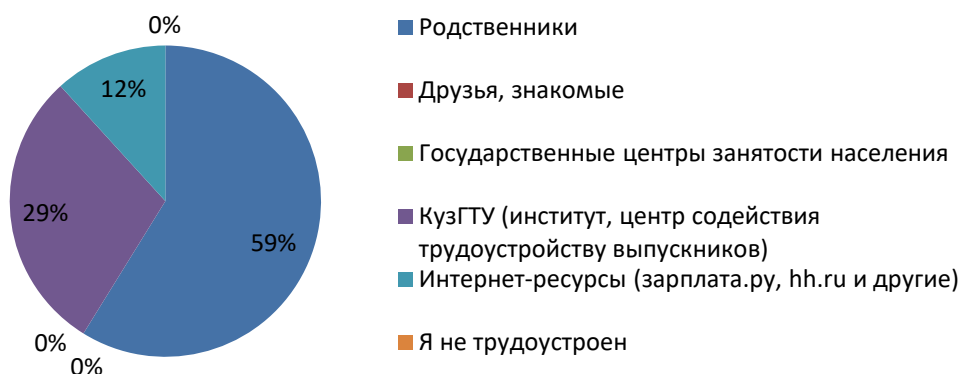 0%
12%
29%
59%
0%
0%
Родственники
Друзья, знакомые
Государственные центры занятости населения
КузГТУ (институт, центр содействия
трудоустройству выпускников)
Интернет-ресурсы (зарплата.ру, hh.ru и другие)
Я не трудоустроен